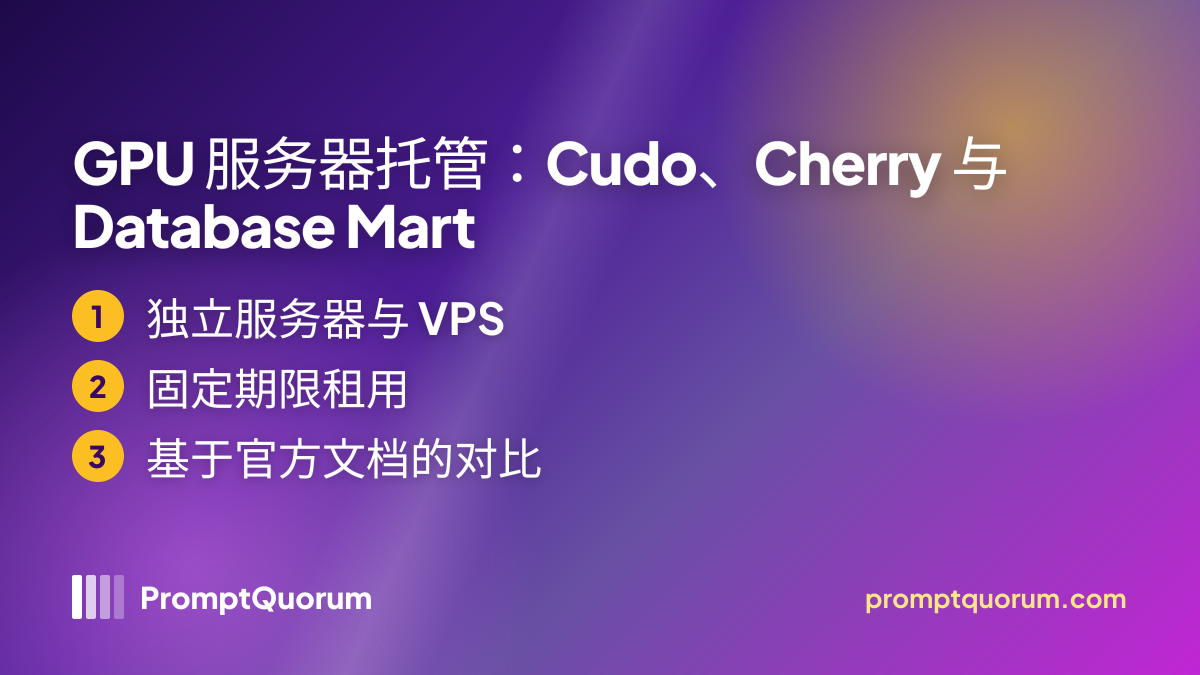 GPU 服务器托管：Cudo、Cherry 与
Database Mart
1 独立服务器与 VPS
2 固定期限租用
3 基于官方文档的对比
PromptQuorum
promptquorum.com